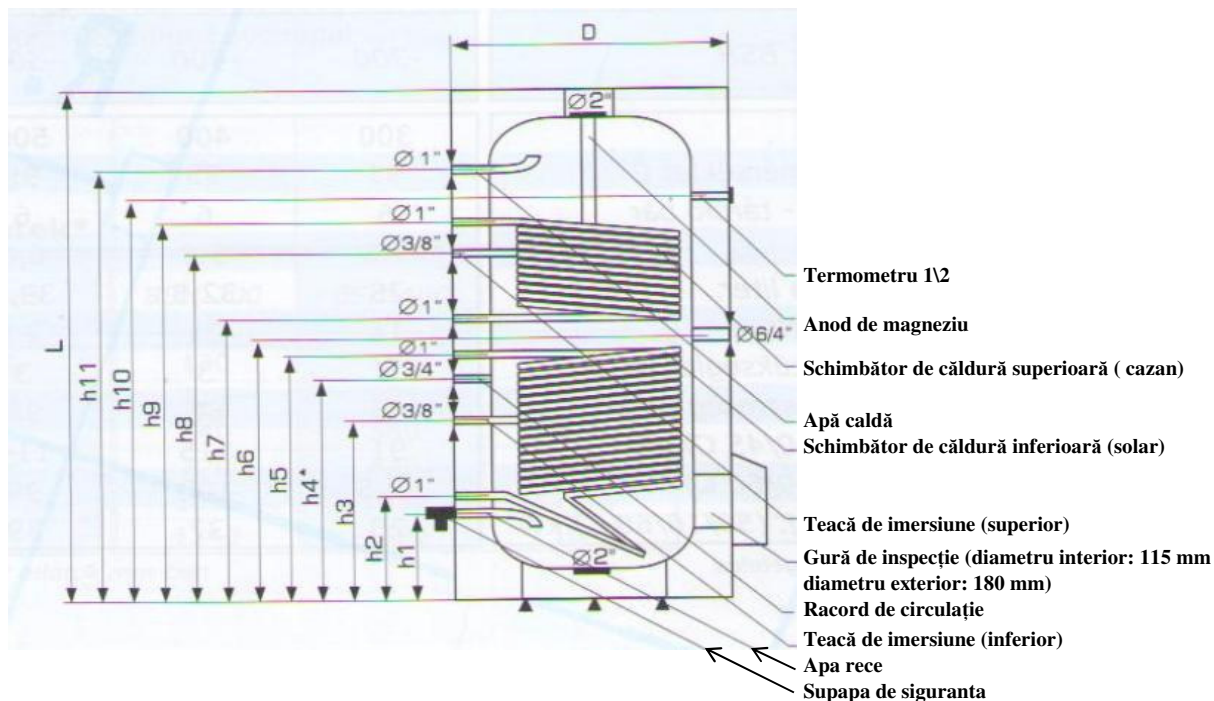 D
Ø2"
Ø1"
Ø1"
Ø3/8"
Ø1"
Ø6/4"
Ø1"
Ø3/4"
Ø3/8"
Ø1"
Ø2"
L
h11
h10
h9
h8
h7
h6
h5
h4*
h3
h2
h1
Termometru 1\2
Anod de magneziu
Schimbător de căldură superioară ( cazan)
Apă caldă
Schimbător de căldură inferioară (solar)
Teacă de imersiune (superior)
Gură de inspecție (diametru interior: 115 mm
diametru exterior: 180 mm)
Racord de circulație
Teacă de imersiune (inferior)
Apa rece
Supapa de siguranta